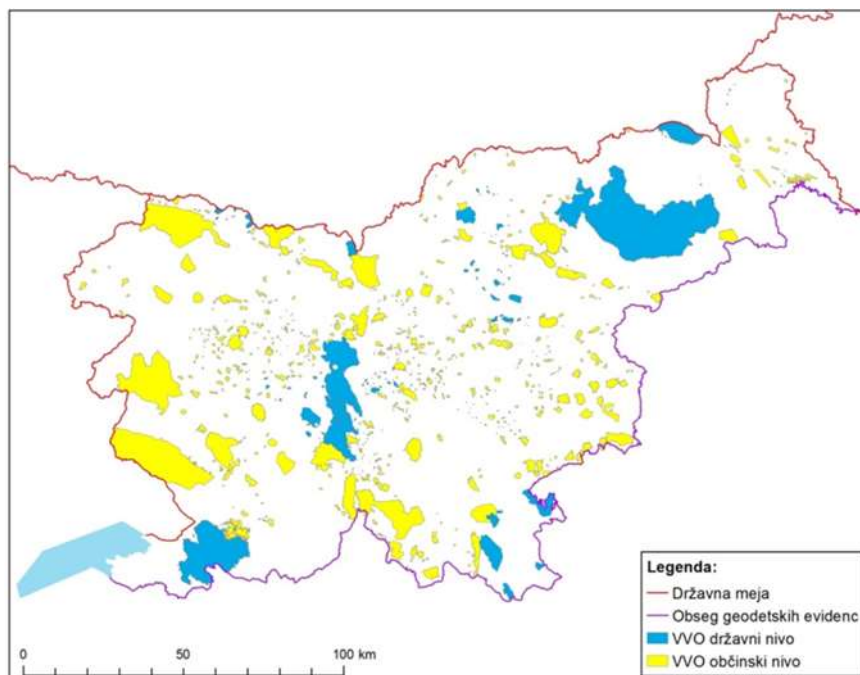 Legenda:
Državna meja
Obseg geodetskih evidenc
VVO državni nivo
VVO občinski nivo
0 50 100 km